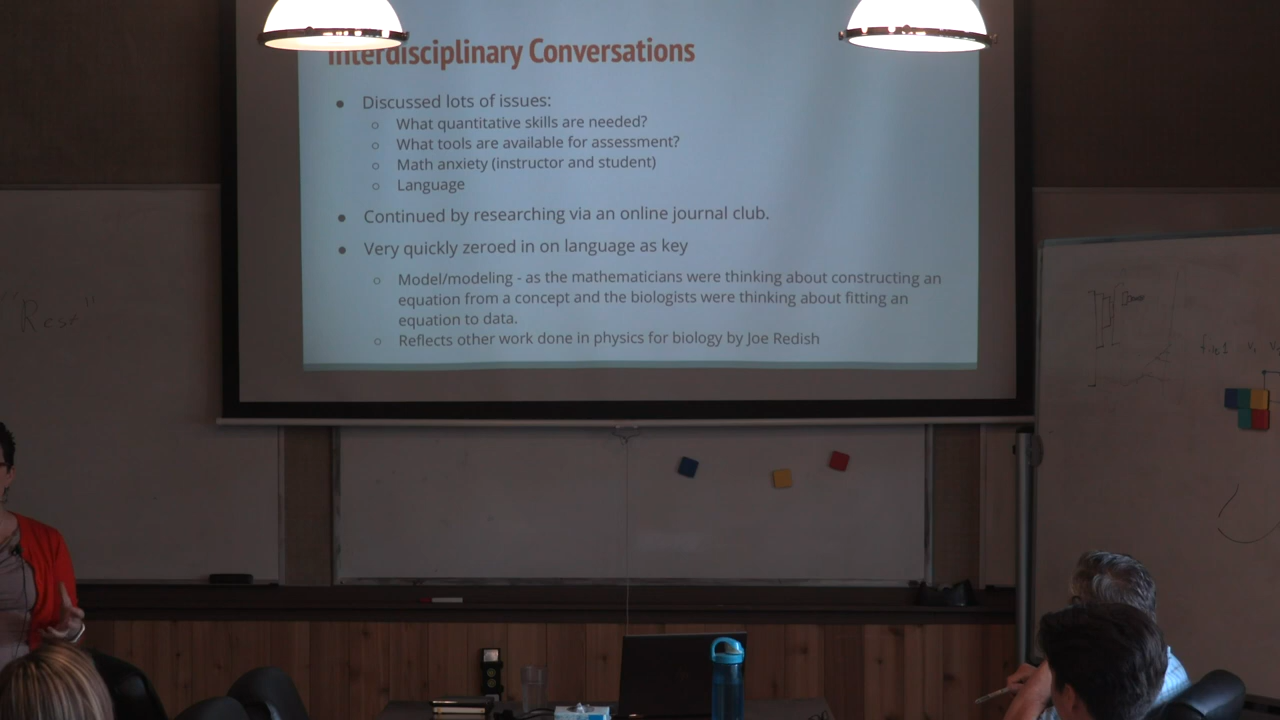 Interdisciplinary Conversations
● Discussed lots of issues:
○ What quantitative skills are needed?
○ What tools are available for assessment?
○ Math anxiety (instructor and student)
○ Language
● Continued by researching via an online journal club.
● Very quickly zeroed in on language as key
○ Model/modeling - as the mathematicians were thinking about constructing an
equation from a concept and the biologists were thinking about fitting an
equation to data.
○ Reflects other work done in physics for biology by Joe Redish
"Rest"